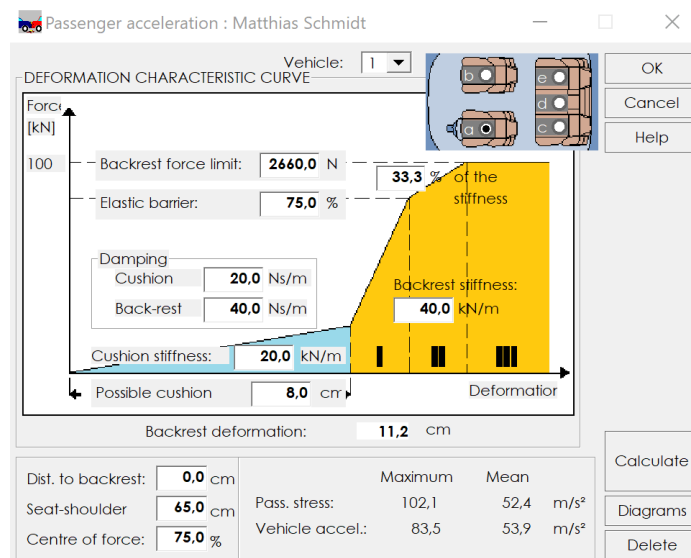 Passenger acceleration : Matthias Schmidt
Vehicle: 1
OK
DEFORMATION CHARACTERISTIC CURVE
b e
Cancel
Force
[kN]
d
a c
Help
100 Backrest force limit: 2660,0 N
33,3 % of the
stiffness
Elastic barrier: 75,0 %
Damping
Cushion 20,0 Ns/m
Backrest stiffness:
Back-rest 40,0 Ns/m
40,0 kN/m
Cushion stiffness: 20,0 kN/m
I II III
Possible cushion 8,0 cm
Deformatior
Backrest deformation: 11,2 cm
Calculate
Dist. to backrest: 0,0 cm
Maximum Mean
Seat-shoulder 65,0 cm
Pass. stress: 102,1 52,4 m/s²
Diagrams
Centre of force: 75,0 %
Vehicle accel.: 83,5 53,9 m/s²
Delete